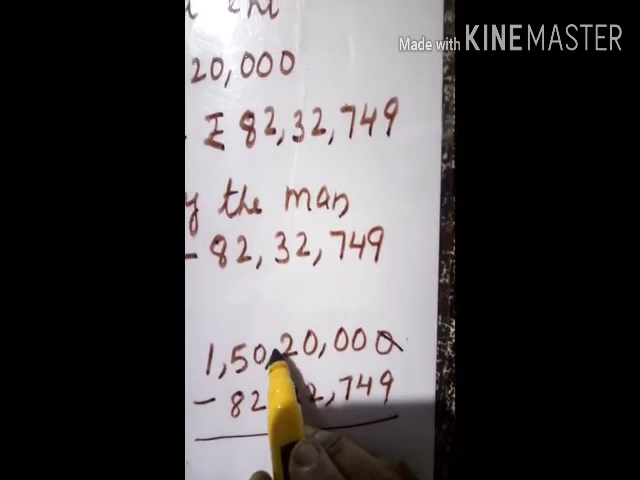 Made with KINEMASTER
20,000
- ₹ 82,32,749
y the man
- 82,32,749
1,50,20,000
- 82 2,749